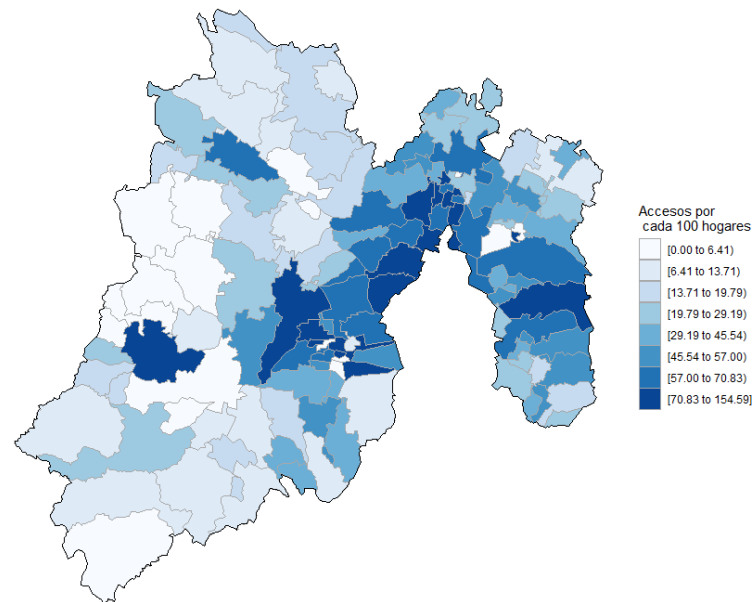 Accesos por
cada 100 hogares
[0.00 to 6.41)
[6.41 to 13.71)
[13.71 to 19.79)
[19.79 to 29.19)
[29.19 to 45.54)
[45.54 to 57.00)
[57.00 to 70.83)
[70.83 to 154.59]